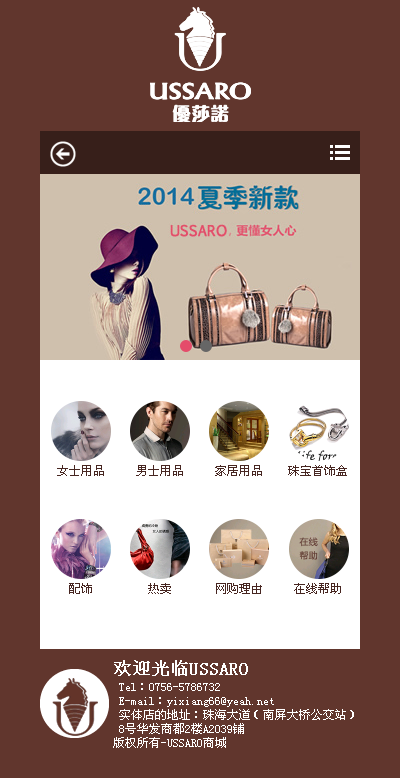 USSARO
優莎諾
2014夏季新款
USSARO，更懂女人心
女士用品
男士用品
家居用品
life for
珠宝首饰盒
配饰
热卖
网购理由
在线
帮助
在线帮助
欢迎光临USSARO
Tel：0756-5786732
E-mail：yixiang66@yeah.net
实体店的地址：珠海大道（南屏大桥公交站）
8号华发商都2楼A2039铺
版权所有-USSARO商城